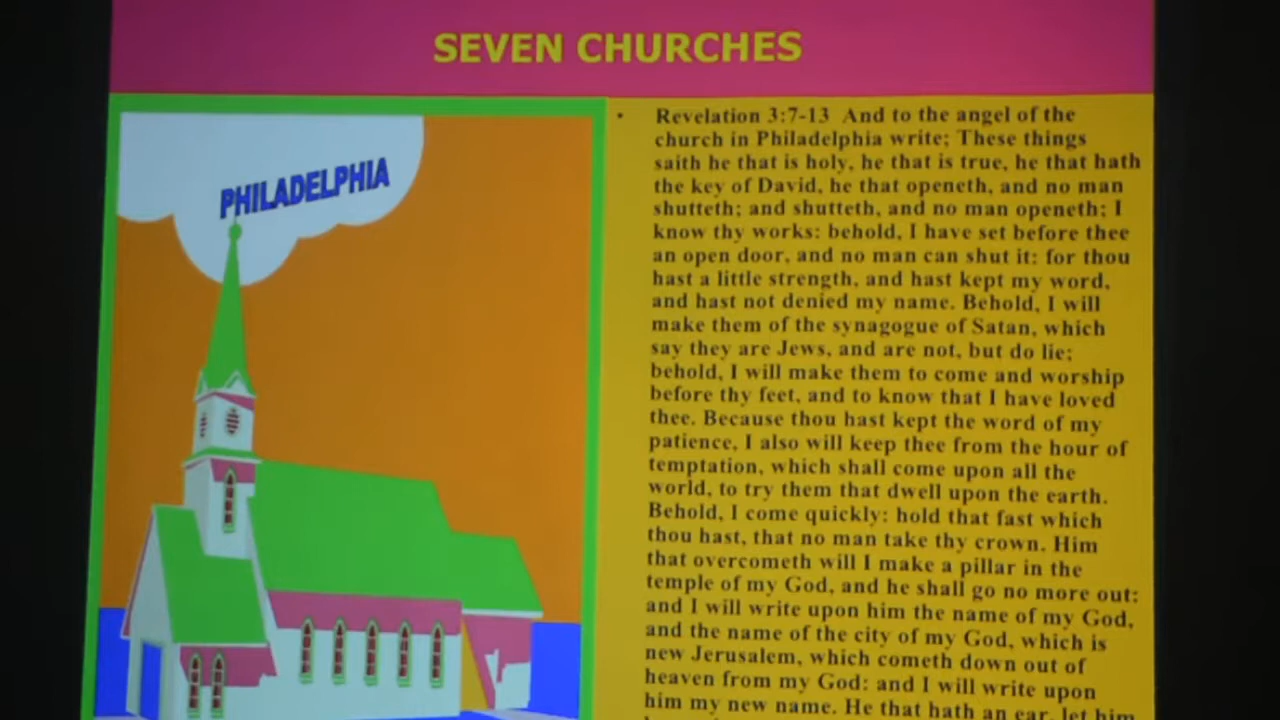 SEVEN CHURCHES
PHILADELPHIA
• Revelation 3:7-13 And to the angel of the
church in Philadelphia write; These things
saith he that is holy, he that is true, he that hath
the key of David, he that openeth, and no man
shutteth; and shutteth, and no man openeth; I
know thy works: behold, I have set before thee
an open door, and no man can shut it: for thou
hast a little strength, and hast kept my word,
and hast not denied my name. Behold, I will
make them of the synagogue of Satan, which
say they are Jews, and are not, but do lie;
behold, I will make them to come and worship
before thy feet, and to know that I have loved
thee. Because thou hast kept the word of my
patience, I also will keep thee from the hour of
temptation, which shall come upon all the
world, to try them that dwell upon the earth.
Behold, I come quickly: hold that fast which
thou hast, that no man take thy crown. Him
that overcometh will I make a pillar in the
temple of my God, and he shall go no more out:
and I will write upon him the name of my God,
and the name of the city of my God, which is
new Jerusalem, which cometh down out of
heaven from my God: and I will write upon
him my new name. He that hath an ear, let him